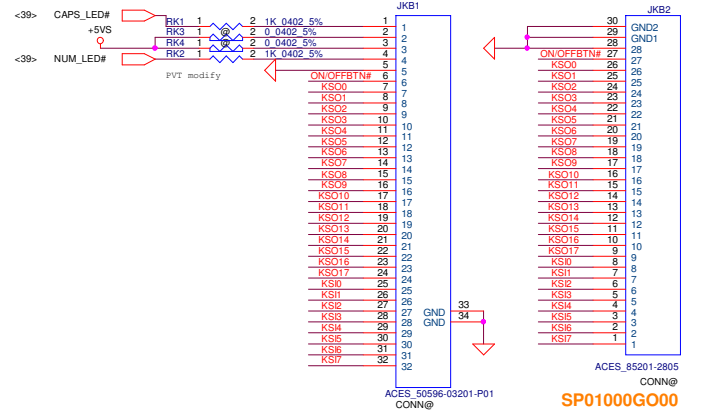 JKB1
JKB2
<39> CAPS_LED#
+5VS
<39> NUM_LED#
RK1 1 2 1K_0402_5% 1 1
RK3 1 @ 2 0_0402_5% 2 2
RK4 1 @ 2 0_0402_5% 3 3
RK2 1 2 1K_0402_5% 4 4
PVT modify
5 5
ON/OFFBTN# 6 6
KSO0 7 7
KSO1 8 8
KSO2 9 9
KSO3 10 10
KSO4 11 11
KSO5 12 12
KSO6 13 13
KSO7 14 14
KSO8 15 15
KSO9 16 16
KSO10 17 17
KSO11 18 18
KSO12 19 19
KSO13 20 20
KSO14 21 21
KSO15 22 22
KSO16 23 23
KSO17 24 24
KSI0 25 25
KSI1 26 26
KSI2 27 27
KSI3 28 28
KSI4 29 29
KSI5 30 30
KSI6 31 31
KSI7 32 32
GND 33
GND 34
ACES_50596-03201-P01
CONN@
30 GND2
29 GND1
28 28
ON/OFFBTN# 27 27
KSO0 26 26
KSO1 25 25
KSO2 24 24
KSO3 23 23
KSO4 22 22
KSO5 21 21
KSO6 20 20
KSO7 19 19
KSO8 18 18
KSO9 17 17
KSO10 16 16
KSO11 15 15
KSO12 14 14
KSO13 13 13
KSO14 12 12
KSO15 11 11
KSO16 10 10
KSO17 9 9
KSI0 8 8
KSI1 7 7
KSI2 6 6
KSI3 5 5
KSI4 4 4
KSI5 3 3
KSI6 2 2
KSI7 1 1
ACES_85201-2805
CONN@
SP01000GO00